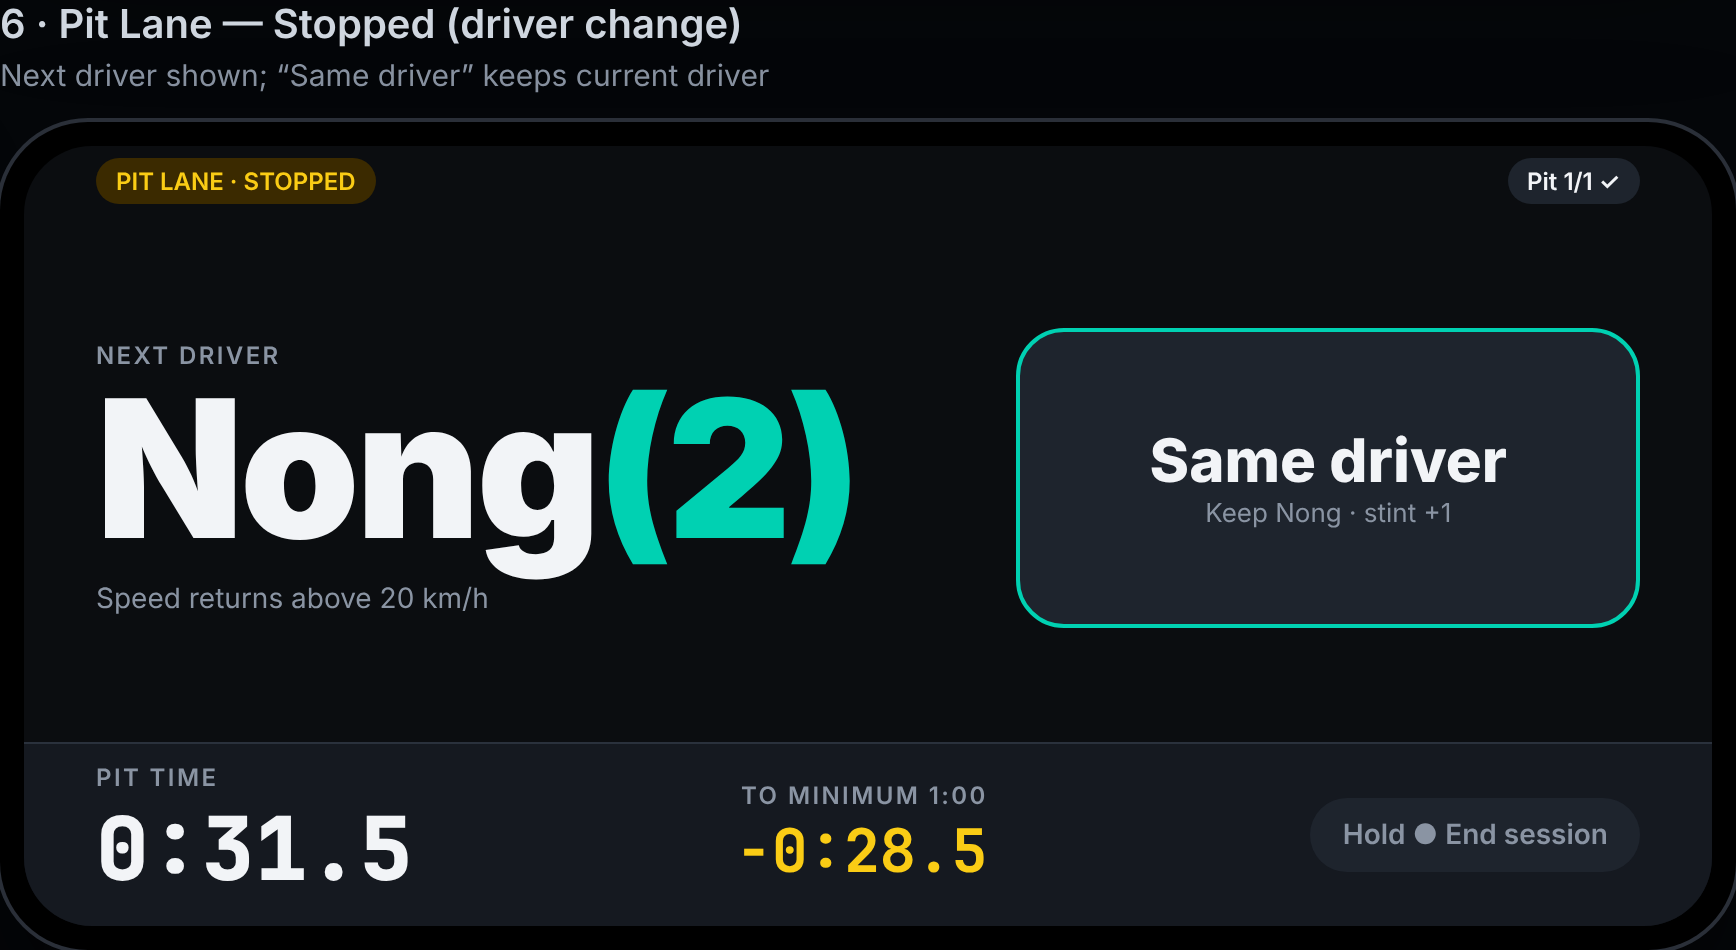 6 · Pit Lane — Stopped (driver change)
Next driver shown; “Same driver” keeps current driver
PIT LANE · STOPPED
Pit 1/1 ✓
NEXT DRIVER
Nong(2)
Speed returns above 20 km/h
Same driver
Keep Nong · stint +1
PIT TIME
0:31.5
TO MINIMUM 1:00
-0:28.5
Hold ● End session